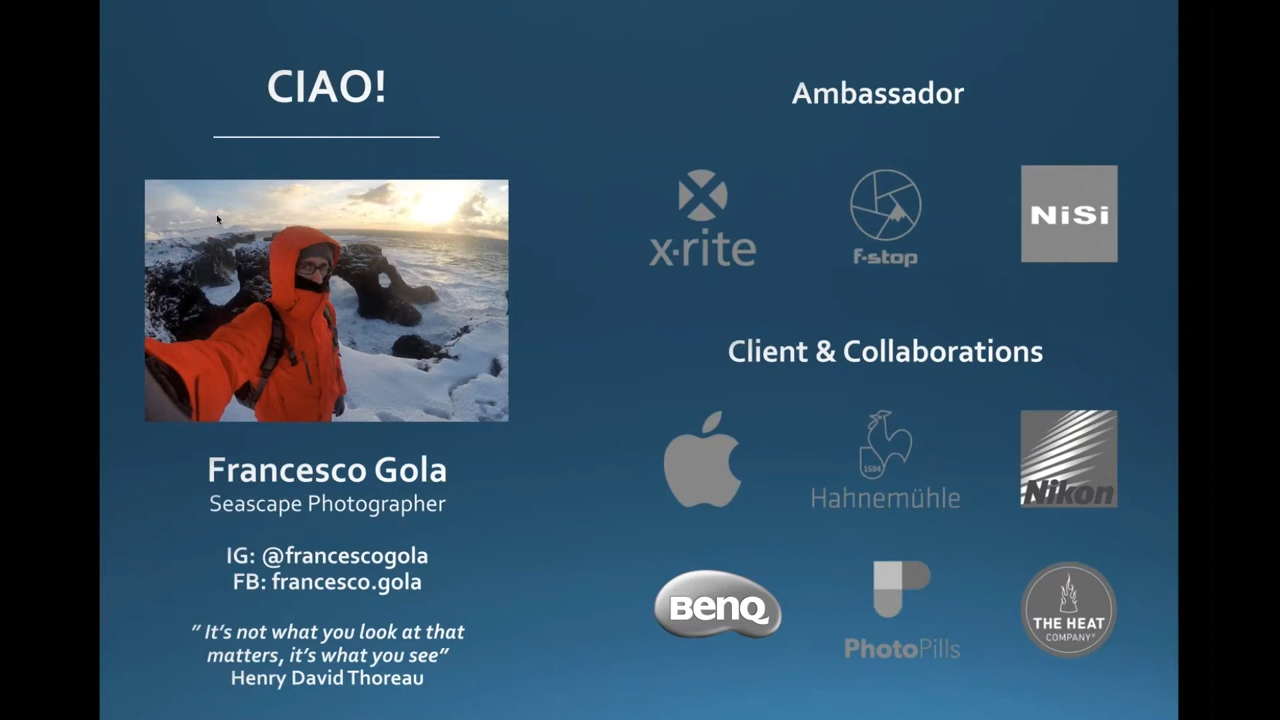 CIAO!
Francesco Gola
Seascape Photographer
IG: @francescogola
FB: francesco.gola
” It’s not what you look at that
matters, it’s what you see”
Henry David Thoreau
Ambassador
x·rite
f-stop
NiSi
Client & Collaborations
1584
Hahnemühle
Nikon
BenQ
PhotoPills
THE HEAT
COMPANY®